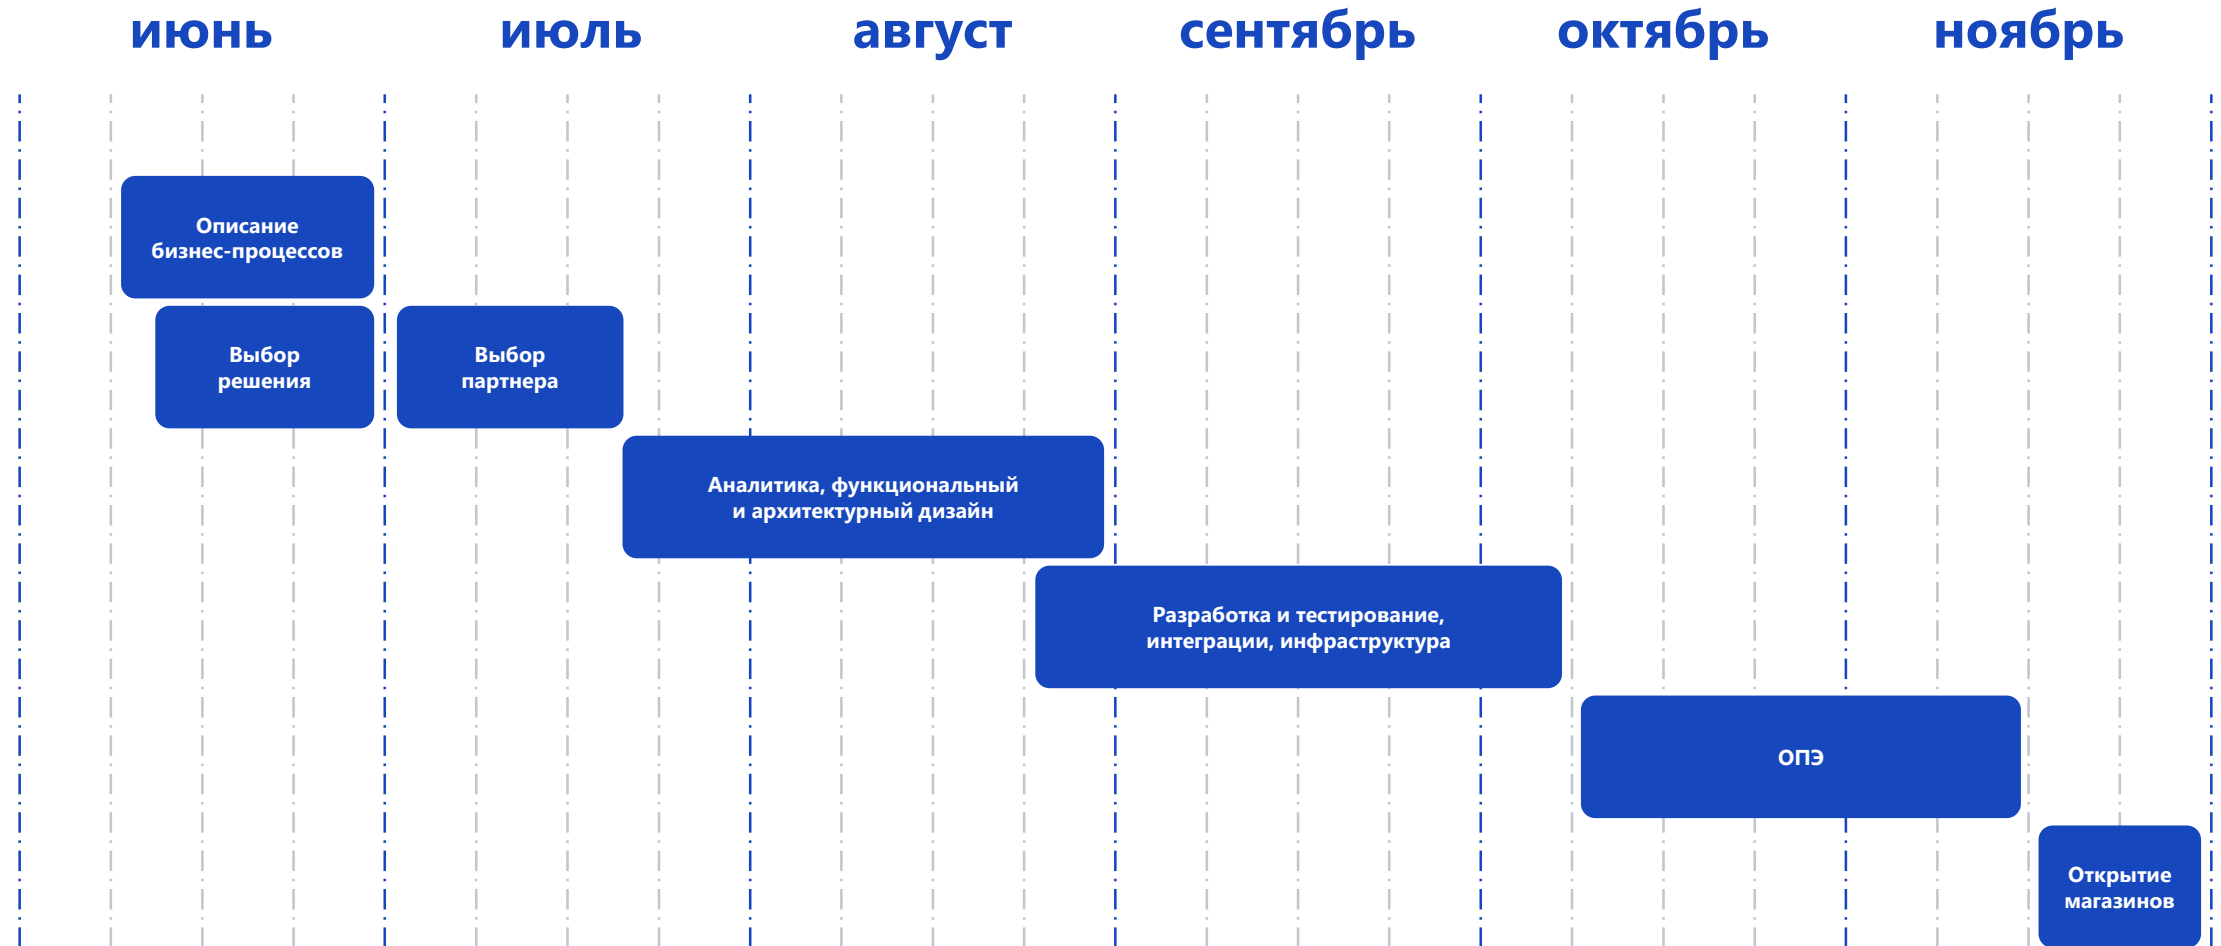 июнь июль август сентябрь октябрь ноябрь
Описание
бизнес-процессов
Выбор
решения
Выбор
партнера
Аналитика, функциональный
и архитектурный дизайн
Разработка и тестирование,
интеграции, инфраструктура
ОПЭ
Открытие
магазинов